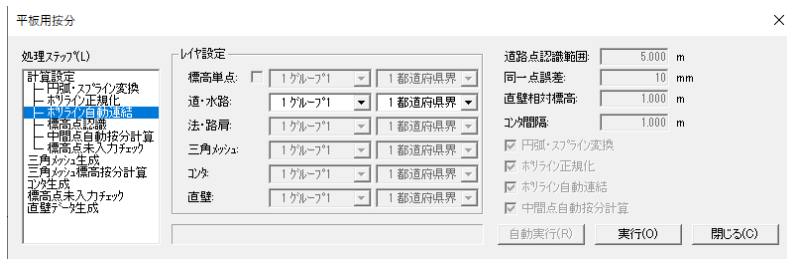 平板用按分
処理ステップ(L)
計算設定
円弧・スプライン変換
ポリライン正規化
ポリライン自動連結
標高点認識
中間点自動按分計算
標高点未入力チェック
三角メッシュ生成
三角メッシュ標高按分計算
コンタ生成
標高点未入力チェック
直壁データ生成
レイヤ設定
標高単点: 1 グループ1 1 都道府県界
道・水路: 1 グループ1 1 都道府県界
法・路肩: 1 グループ1 1 都道府県界
三角メッシュ: 1 グループ1 1 都道府県界
コンタ: 1 グループ1 1 都道府県界
直壁: 1 グループ1 1 都道府県界
道路点認識範囲: 5.000 m
同一点誤差: 10 mm
直壁相対標高: 1.000 m
コンタ間隔: 1.000 m
円弧・スプライン変換
ポリライン正規化
ポリライン自動連結
中間点自動按分計算
自動実行(R) 実行(O) 閉じる(C)